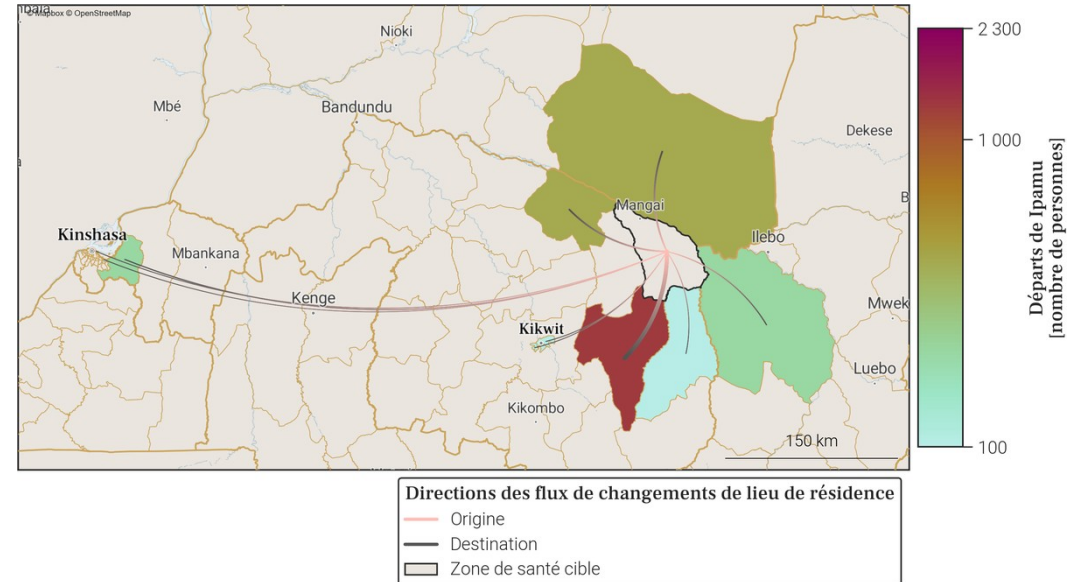 © Mapbox © OpenStreetMap
Nioki
Mbé
Bandundu
Dekese
Mangai
Kinshasa
Ilebo
Mbankana
Kenge
Mwek
Kikwit
Luebo
Kikombo
150 km
2 300
1 000
100
Départs de Ipamu
[nombre de personnes]
Directions des flux de changements de lieu de résidence
Origine
Destination
Zone de santé cible